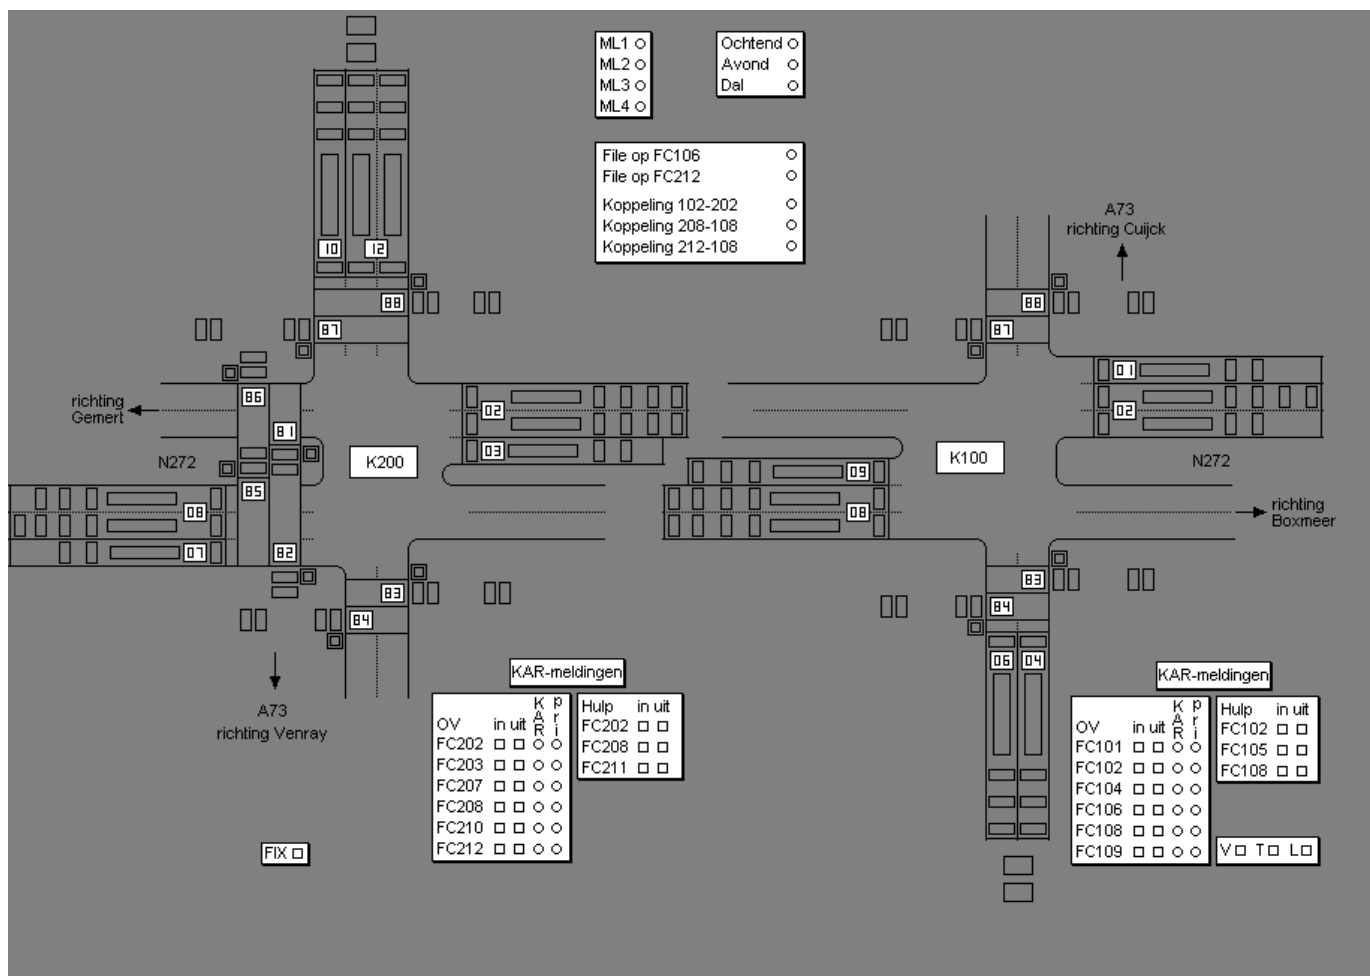 ML1
ML2
ML3
ML4
Ochtend
Avond
Dal
File op FC106
File op FC212
Koppeling 102-202
Koppeling 208-108
Koppeling 212-108
A73
richting Cuijck
10
12
88
87
88
87
01
02
richting
Gemert
86
81
02
03
K200
N272
85
08
07
82
09
08
K100
N272
richting
Boxmeer
83
84
83
84
06
04
A73
richting Venray
KAR-meldingen
OV in uit KAR pri
FC202
FC203
FC207
FC208
FC210
FC212
Hulp in uit
FC202
FC208
FC211
FIX
KAR-meldingen
OV in uit KAR pri
FC101
FC102
FC104
FC106
FC108
FC109
Hulp in uit
FC102
FC105
FC108
V T L